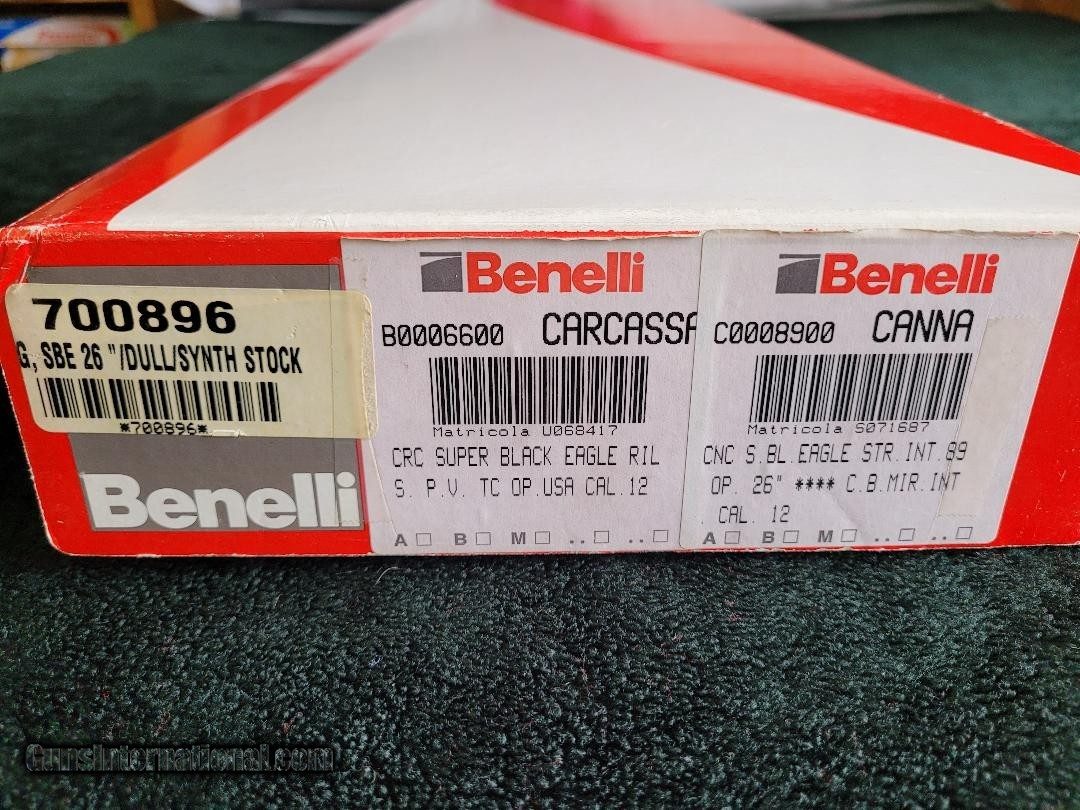 700896
G, SBE 26 "/DULL/SYNTH STOCK
*700896*
Benelli
Benelli
B0006600 CARCASSA
Matricola U068417
CRC SUPER BLACK EAGLE RIL
S. P.V. TC OP.USA CAL.12
A B M .. ..
Benelli
C0008900 CANNA
Matricola S071687
CNC S.BL.EAGLE STR.INT.89
OP. 26" **** C.B.MIR.INT
. CAL. 12
A B M .. ..
GunsInternational.com